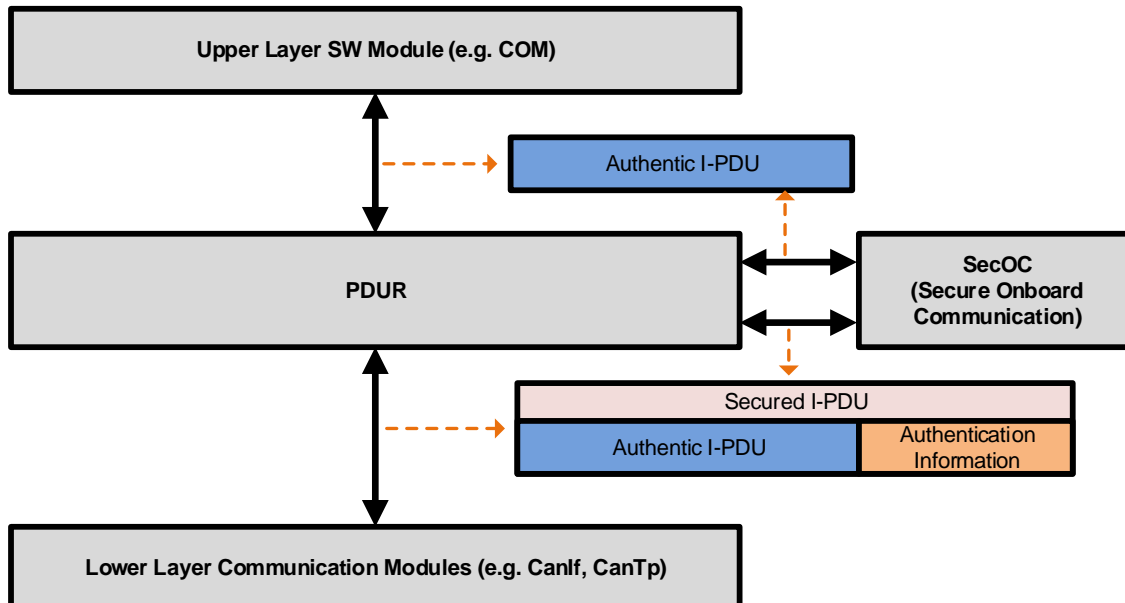 Upper Layer SW Module (e.g. COM)
Authentic I-PDU
PDUR
SecOC
(Secure Onboard
Communication)
Secured I-PDU
Authentic I-PDU
Authentication
Information
Lower Layer Communication Modules (e.g. CanIf, CanTp)